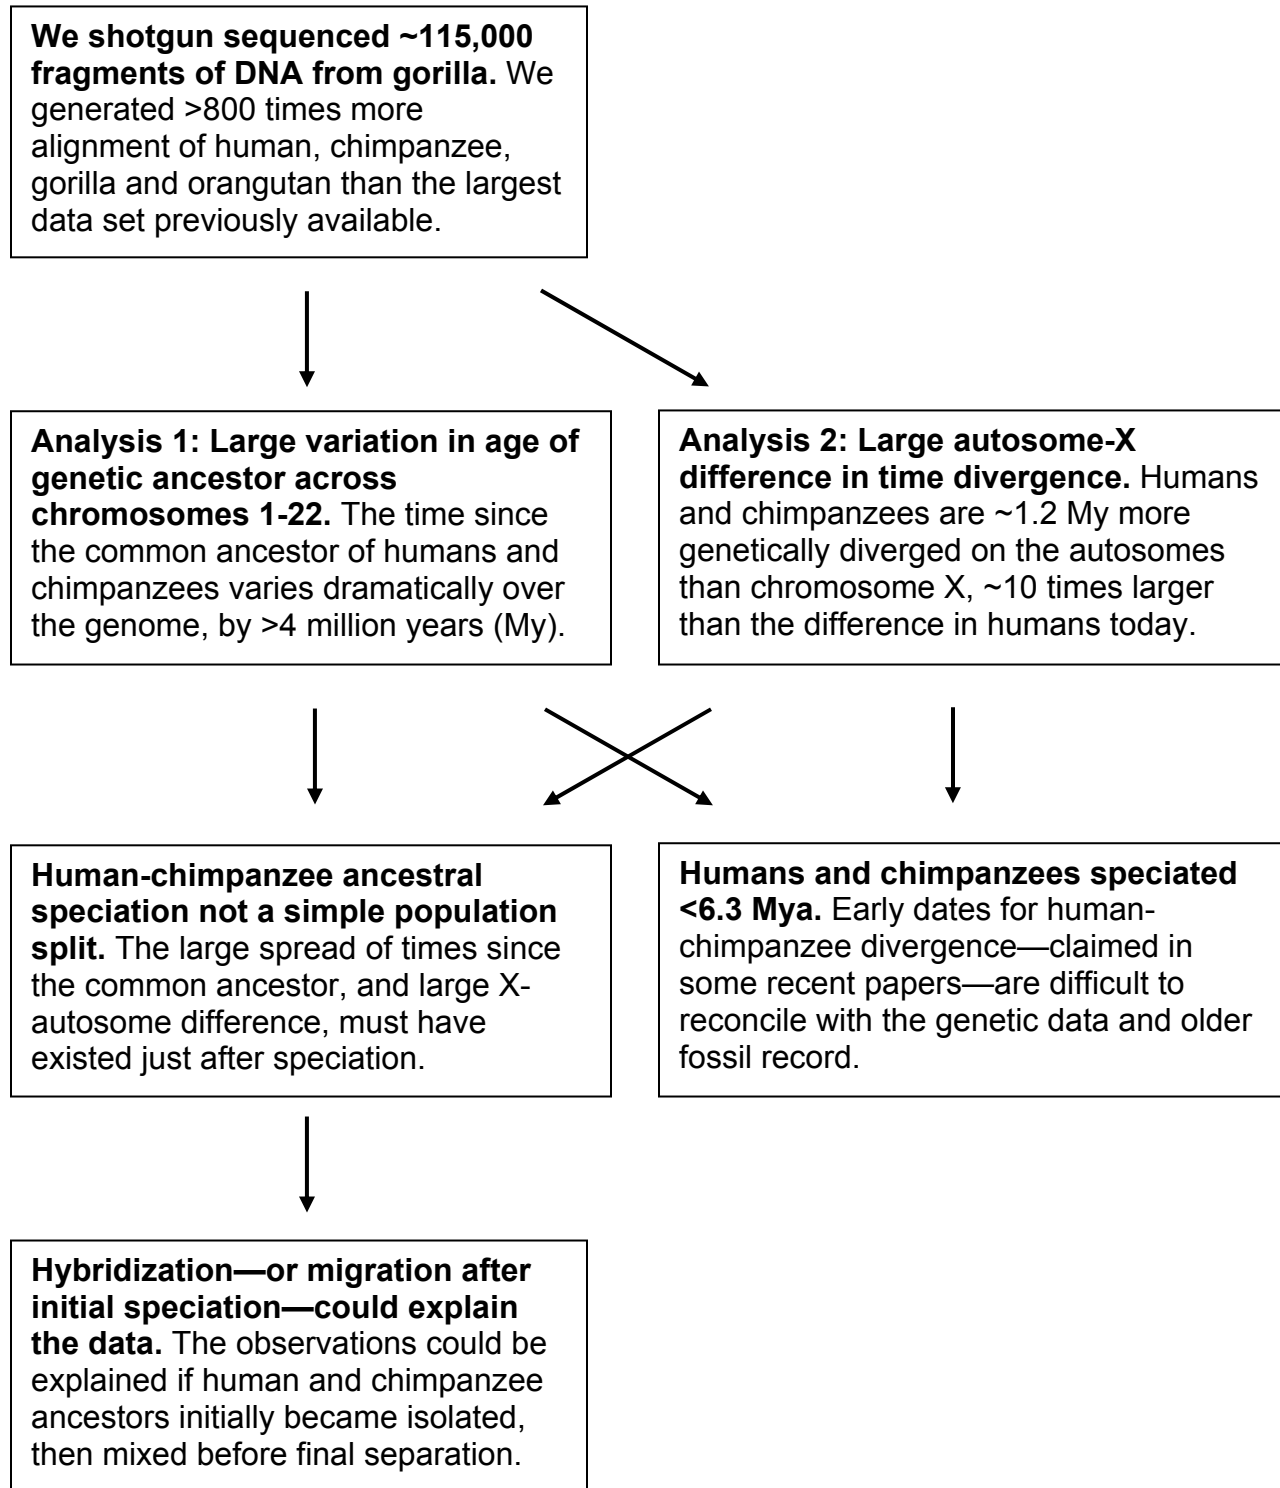 We shotgun sequenced ~115,000
fragments of DNA from gorilla. We
generated >800 times more
alignment of human, chimpanzee,
gorilla and orangutan than the largest
data set previously available.
Analysis 1: Large variation in age of
genetic ancestor across
chromosomes 1-22. The time since
the common ancestor of humans and
chimpanzees varies dramatically over
the genome, by >4 million years (My).
Analysis 2: Large autosome-X
difference in time divergence. Humans
and chimpanzees are ~1.2 My more
genetically diverged on the autosomes
than chromosome X, ~10 times larger
than the difference in humans today.
Human-chimpanzee ancestral
speciation not a simple population
split. The large spread of times since
the common ancestor, and large X-
autosome difference, must have
existed just after speciation.
Humans and chimpanzees speciated
<6.3 Mya. Early dates for human-
chimpanzee divergence—claimed in
some recent papers—are difficult to
reconcile with the genetic data and older
fossil record.
Hybridization—or migration after
initial speciation—could explain
the data. The observations could be
explained if human and chimpanzee
ancestors initially became isolated,
then mixed before final separation.